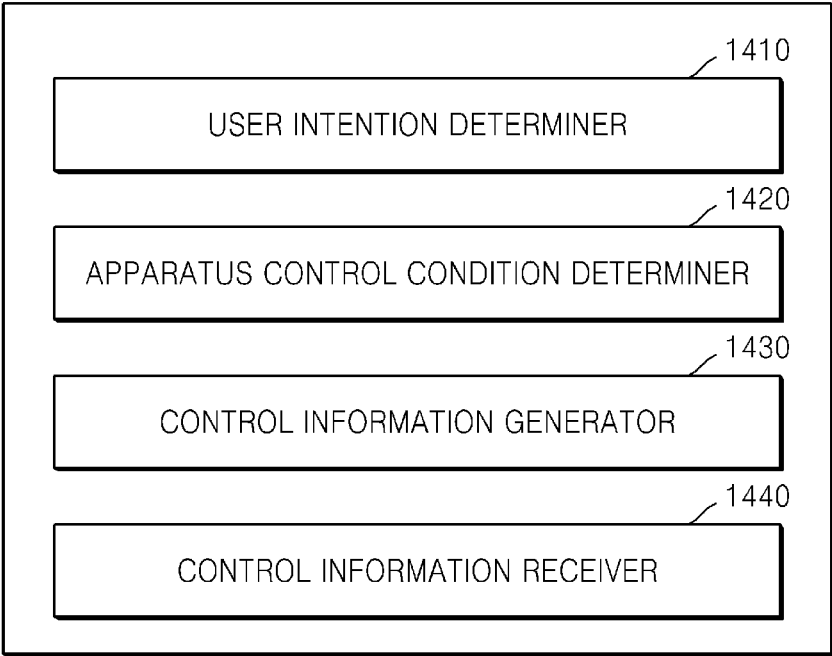 1410
USER INTENTION DETERMINER
1420
APPARATUS CONTROL CONDITION DETERMINER
1430
CONTROL INFORMATION GENERATOR
1440
CONTROL INFORMATION RECEIVER